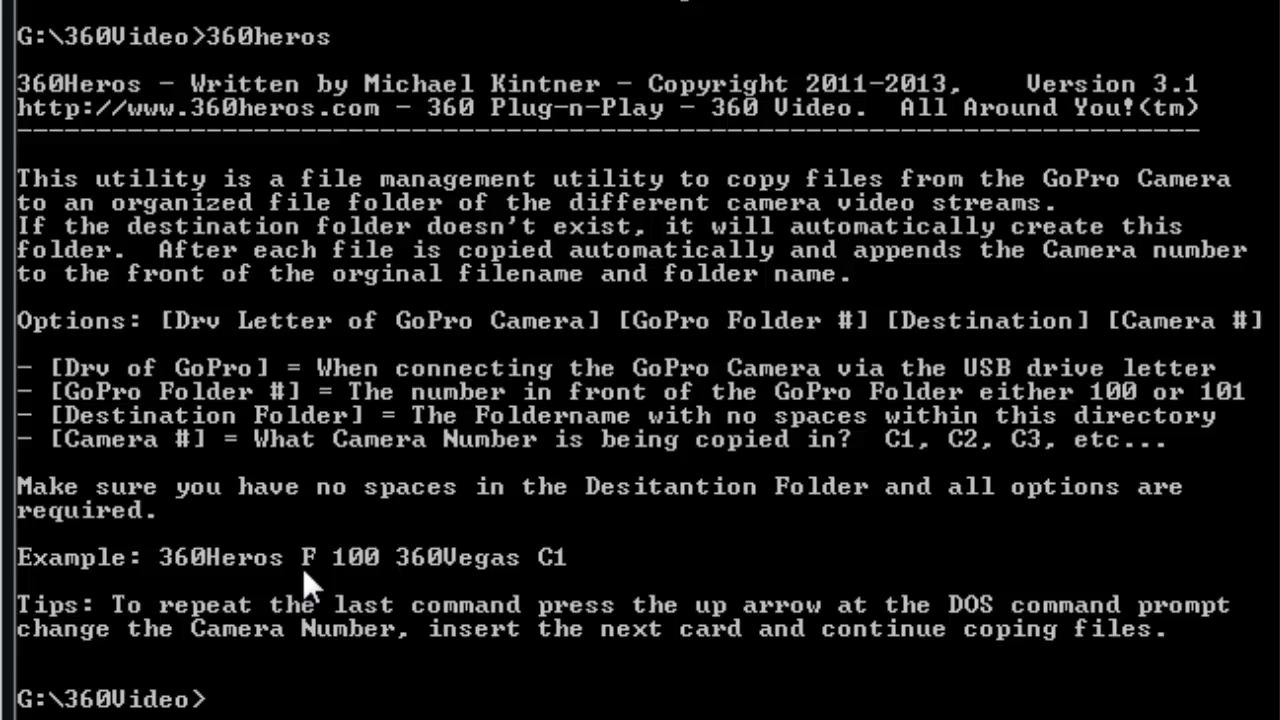 G:\360Video>360heros
360Heros - Written by Michael Kintner - Copyright 2011-2013,    Version 3.1
http://www.360heros.com - 360 Plug-n-Play - 360 Video.  All Around You!(tm)
---------------------------------------------------------------------------
This utility is a file management utility to copy files from the GoPro Camera
to an organized file folder of the different camera video streams.
If the destination folder doesn't exist, it will automatically create this
folder.  After each file is copied automatically and appends the Camera number
to the front of the orginal filename and folder name.
Options: [Drv Letter of GoPro Camera] [GoPro Folder #] [Destination] [Camera #]
- [Drv of GoPro] = When connecting the GoPro Camera via the USB drive letter
- [GoPro Folder #] = The number in front of the GoPro Folder either 100 or 101
- [Destination Folder] = The Foldername with no spaces within this directory
- [Camera #] = What Camera Number is being copied in?  C1, C2, C3, etc...
Make sure you have no spaces in the Desitantion Folder and all options are
required.
Example: 360Heros F 100 360Vegas C1
Tips: To repeat the last command press the up arrow at the DOS command prompt
change the Camera Number, insert the next card and continue coping files.
G:\360Video>